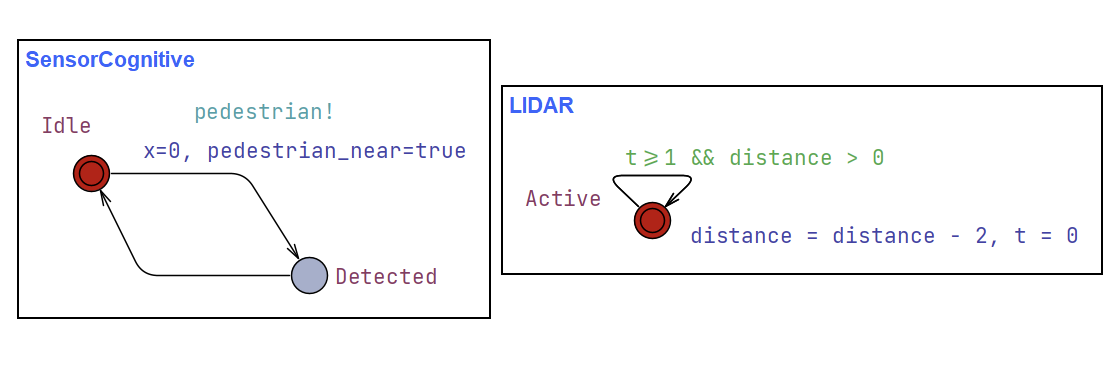 SensorCognitive
pedestrian!
Idle
x=0, pedestrian_near=true
Detected
LIDAR
t≥1 && distance > 0
Active
distance = distance - 2, t = 0